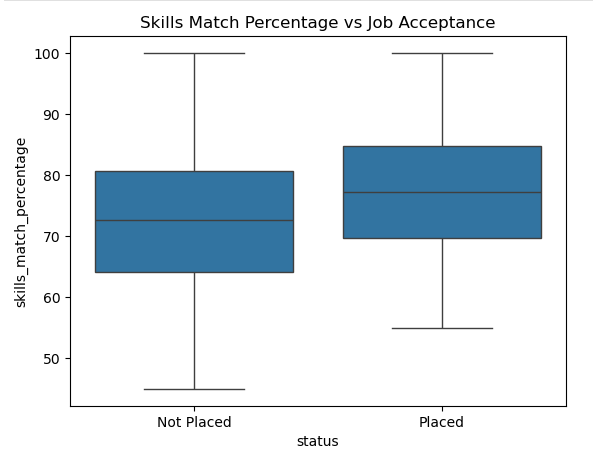 Skills Match Percentage vs Job Acceptance
skills_match_percentage
100
90
80
70
60
50
Not Placed
Placed
status